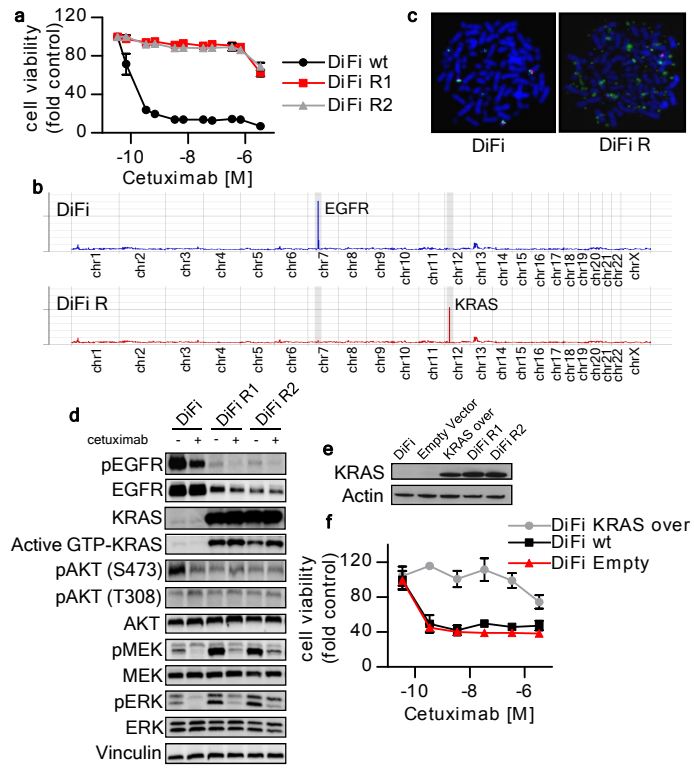 a
cell viability
(fold control)
120
80
40
0
-10
-8
-6
Cetuximab [M]
DiFi wt
DiFi R1
DiFi R2
c
DiFi
DiFi R
b
DiFi
EGFR
chr1
chr2
chr3
chr4
chr5
chr6
chr7
chr8
chr9
chr10
chr11
chr12
chr13
chr14
chr15
chr16
chr17
chr18
chr19
chr20
chr21
chr22
chrX
DiFi R
KRAS
chr1
chr2
chr3
chr4
chr5
chr6
chr7
chr8
chr9
chr10
chr11
chr12
chr13
chr14
chr15
chr16
chr17
chr18
chr19
chr20
chr21
chr22
chrX
d
DiFi
DiFi R1
DiFi R2
cetuximab - + - + - +
pEGFR
EGFR
KRAS
Active GTP-KRAS
pAKT (S473)
pAKT (T308)
AKT
pMEK
MEK
pERK
ERK
Vinculin
e
DiFi
Empty Vector
KRAS over
DiFi R1
DiFi R2
KRAS
Actin
f
DiFi KRAS over
DiFi wt
DiFi Empty
cell viability
(fold control)
120
80
40
0
-10
-8
-6
Cetuximab [M]